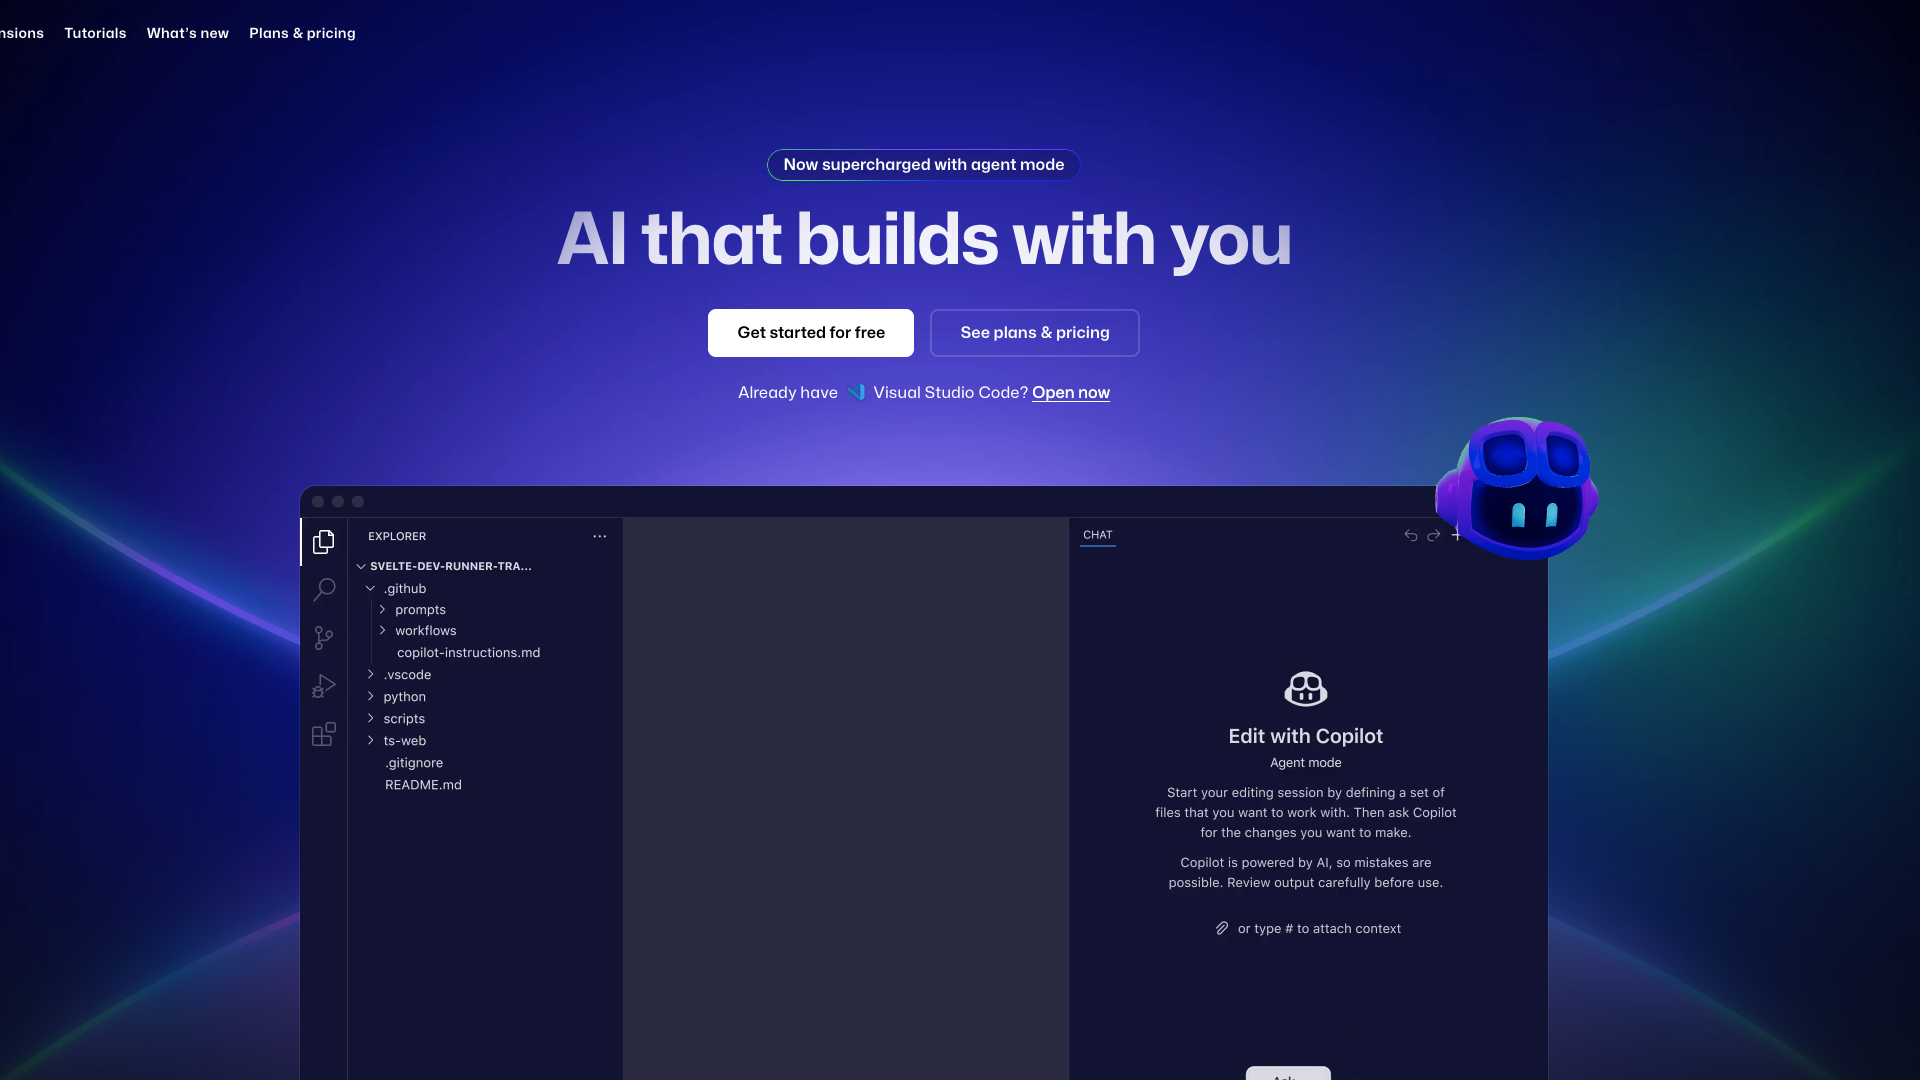 Tutorials What's new Plans & pricing
Now supercharged with agent mode
AI that builds with you
Get started for free See plans & pricing
Already have Visual Studio Code? Open now
EXPLORER
SVELTE-DEV-RUNNER-TRA...
.github
prompts
workflows
copilot-instructions.md
.vscode
python
scripts
ts-web
.gitignore
README.md
CHAT
Edit with Copilot
Agent mode
Start your editing session by defining a set of
files that you want to work with. Then ask Copilot
for the changes you want to make.
Copilot is powered by AI, so mistakes are
possible. Review output carefully before use.
or type # to attach context